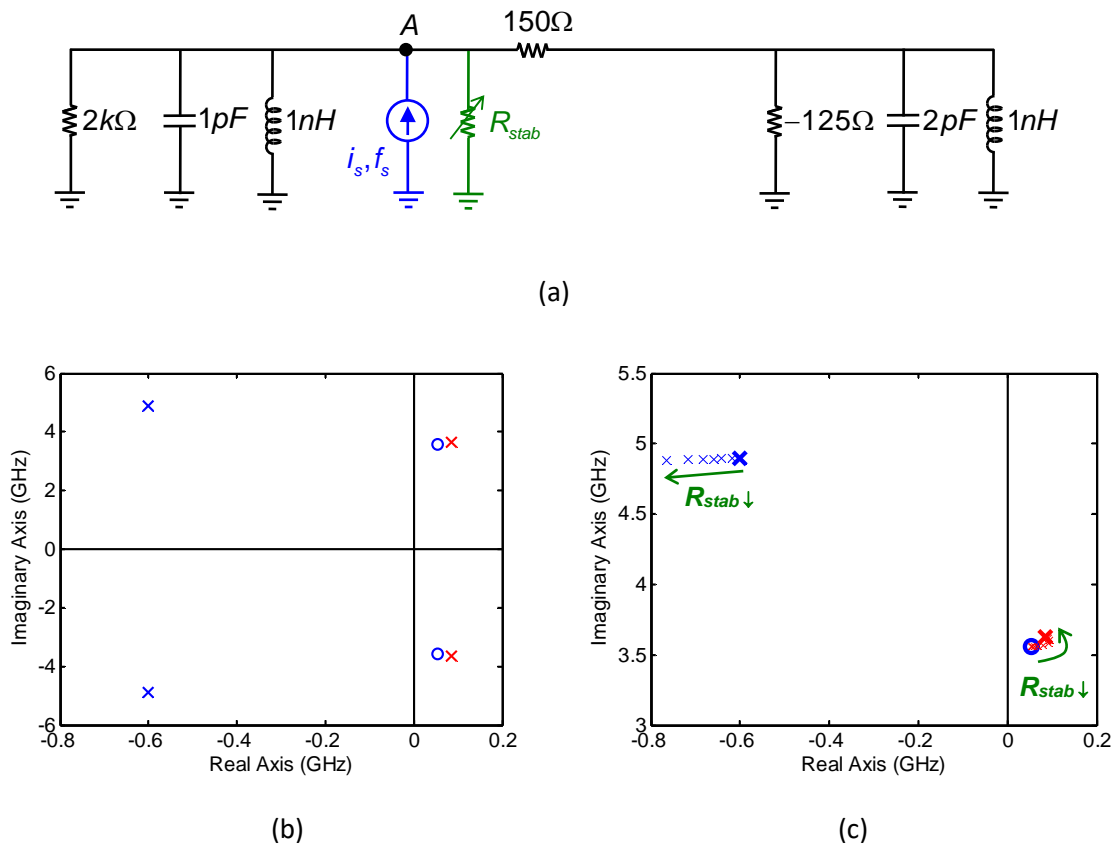 A
150Ω
2kΩ
1pF
1nH
i_s, f_s
R_stab
−125Ω
2pF
1nH
(a)
6
4
2
0
-2
-4
-6
-0.8 -0.6 -0.4 -0.2 0 0.2
Imaginary Axis (GHz)
Real Axis (GHz)
(b)
5.5
5
4.5
4
3.5
3
-0.8 -0.6 -0.4 -0.2 0 0.2
Imaginary Axis (GHz)
Real Axis (GHz)
R_stab ↓
R_stab ↓
(c)